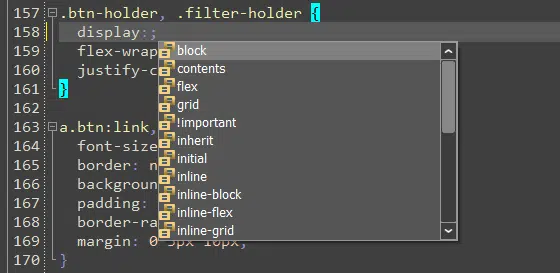 157 .btn-holder, .filter-holder {
158 display:;
159 flex-wrap
160 justify-c
161 }
162
163 a.btn:link,
164 font-size
165 border: n
166 background
167 padding:
168 border-ra
169 margin: 0 5px 10px;
170 }
block
contents
flex
grid
!important
inherit
initial
inline
inline-block
inline-flex
inline-grid